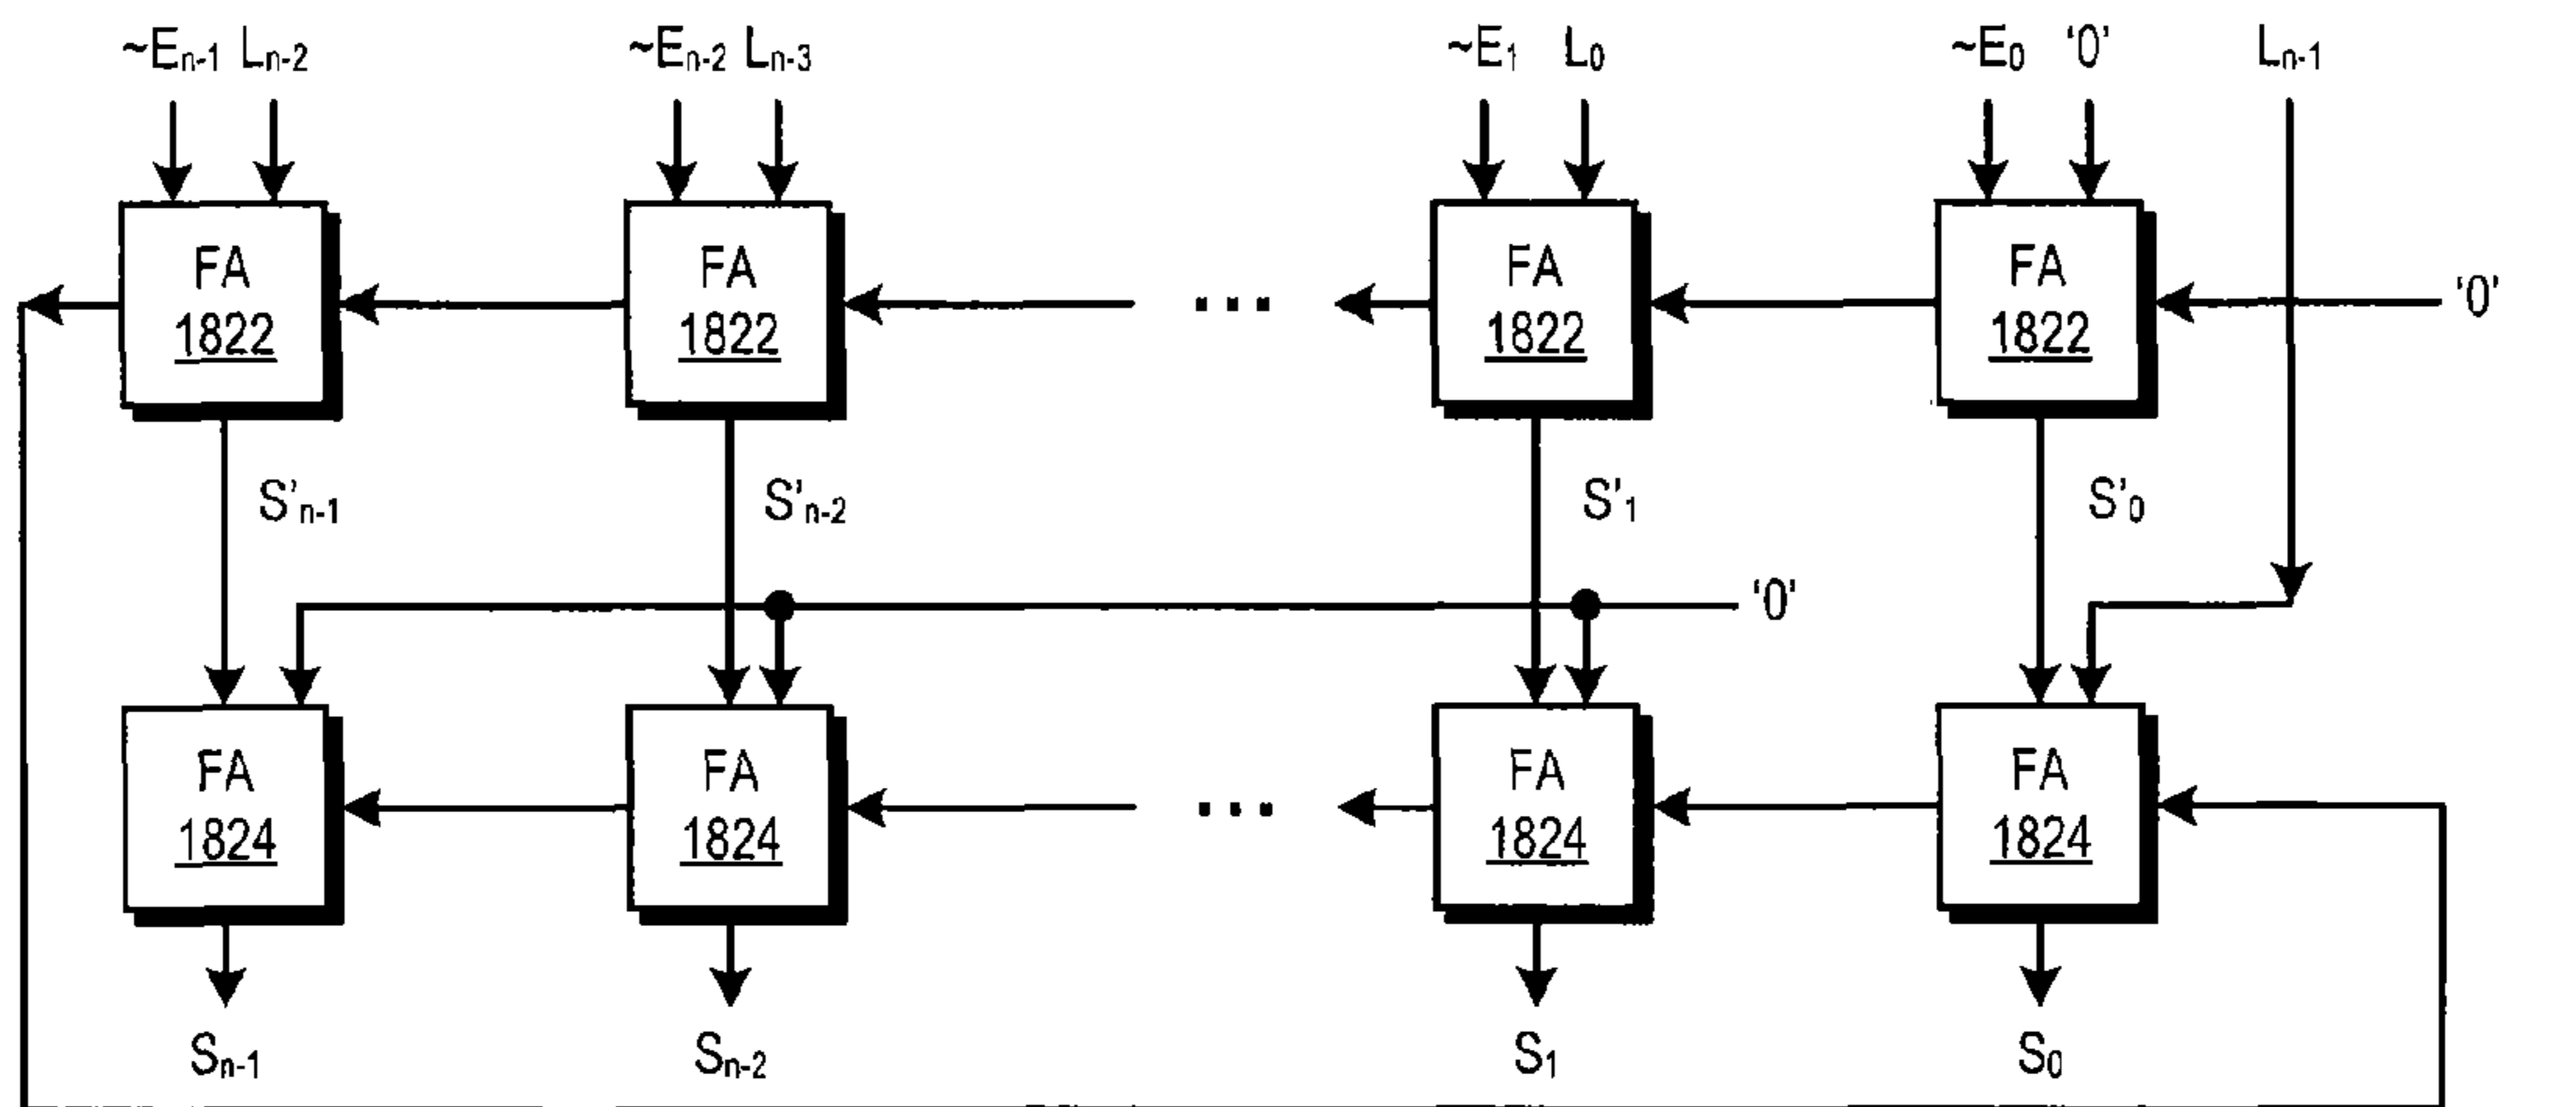 ~Eₙ₋₁ Lₙ₋₂ ~Eₙ₋₂ Lₙ₋₃ ~E₁ L₀ ~E₀ '0' Lₙ₋₁
FA FA FA FA
1822 1822 1822 1822
'0'
S'ₙ₋₁ S'ₙ₋₂ S'₁ S'₀
'0'
FA FA FA FA
1824 1824 1824 1824
Sₙ₋₁ Sₙ₋₂ S₁ S₀